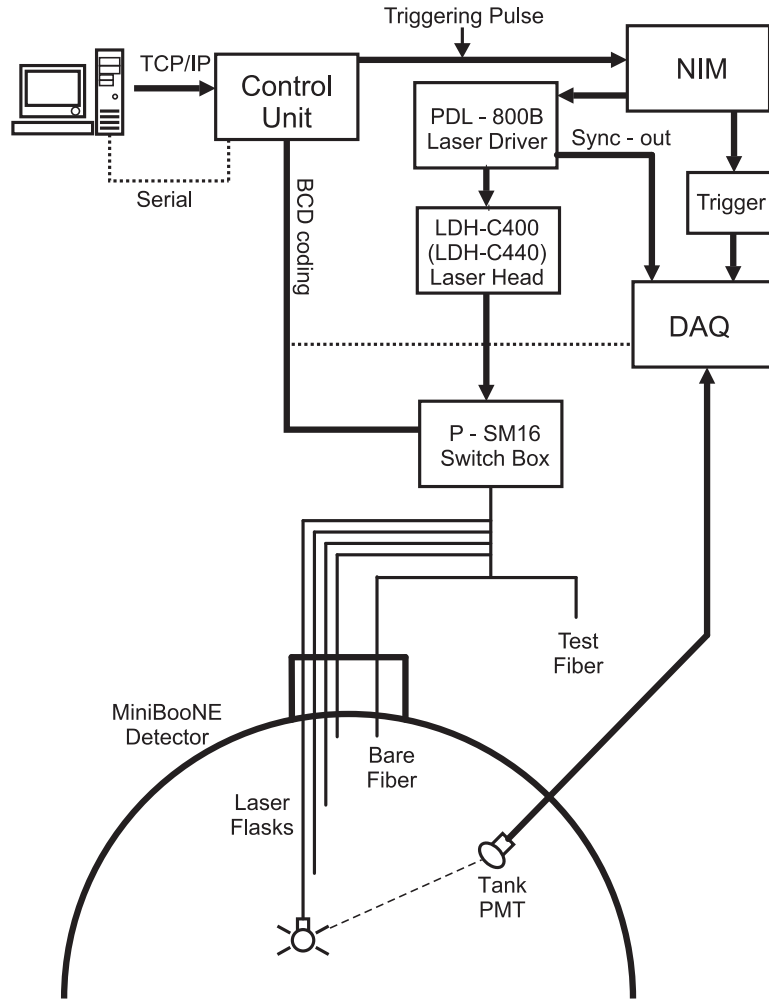 Triggering Pulse
TCP/IP
Control
Unit
NIM
PDL - 800B
Laser Driver
Sync - out
Serial
BCD coding
Trigger
LDH-C400
(LDH-C440)
Laser Head
DAQ
P - SM16
Switch Box
Test
Fiber
MiniBooNE
Detector
Bare
Fiber
Laser
Flasks
Tank
PMT